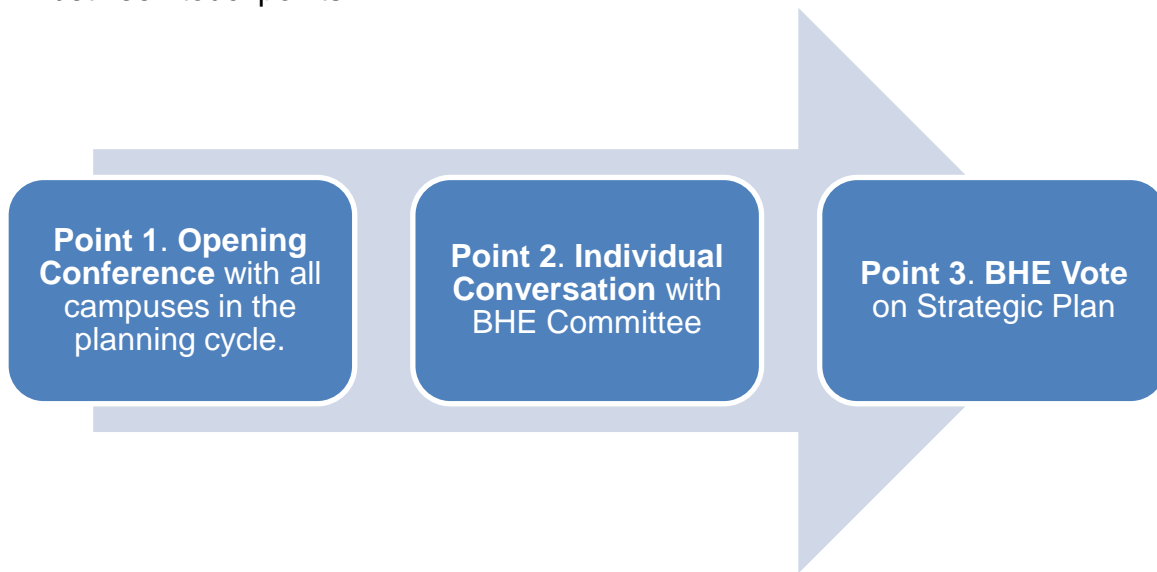 Point 1. Opening
Conference with all
campuses in the
planning cycle.
Point 2. Individual
Conversation with
BHE Committee
Point 3. BHE Vote
on Strategic Plan